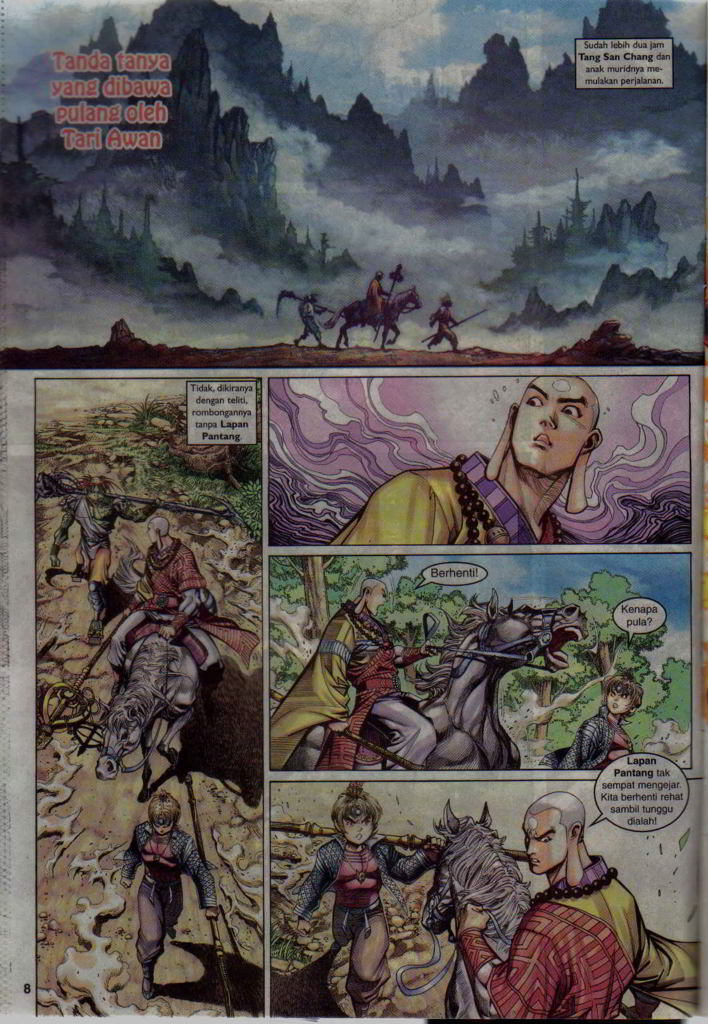 Tanda tanya
yang dibawa
pulang oleh
Tari Awan
Sudah lebih dua jam
Tang San Chang dan
anak muridnya me-
mulakan perjalanan.
Tidak, dikiranya
dengan teliti,
rombongannya
tanpa Lapan
Pantang.
Berhenti!
Kenapa
pula?
Lapan
Pantang tak
sempat mengejar.
Kita berhenti rehat
sambil tunggu
dialah!
8